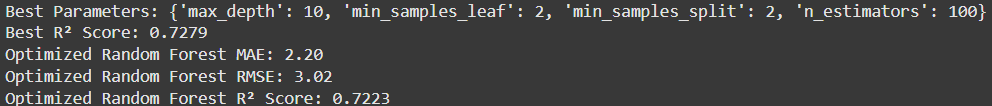 Best Parameters: {'max_depth': 10, 'min_samples_leaf': 2, 'min_samples_split': 2, 'n_estimators': 100}
Best R² Score: 0.7279
Optimized Random Forest MAE: 2.20
Optimized Random Forest RMSE: 3.02
Optimized Random Forest R² Score: 0.7223